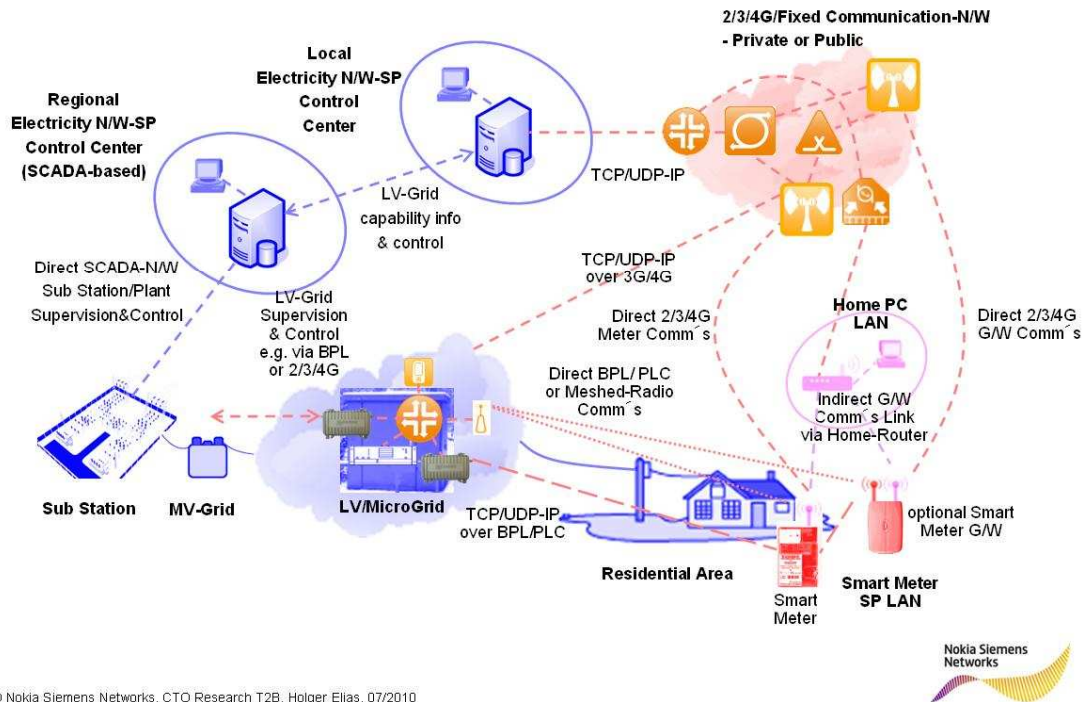 2/3/4G/Fixed Communication-N/W
- Private or Public
Local
Electricity N/W-SP
Control
Center
Regional
Electricity N/W-SP
Control Center
(SCADA-based)
TCP/UDP-IP
LV-Grid
capability info
& control
Direct SCADA-N/W
Sub Station/Plant
Supervision&Control
LV-Grid
Supervision
& Control
e.g. via BPL
or 2/3/4G
TCP/UDP-IP
over 3G/4G
Direct 2/3/4G
Meter Comm´s
Home PC
LAN
Direct 2/3/4G
G/W Comm´s
Direct BPL/ PLC
or Meshed-Radio
Comm´s
Indirect G/W
Comm´s Link
via Home-Router
Sub Station
MV-Grid
LV/MicroGrid
TCP/UDP-IP
over BPL/PLC
optional Smart
Meter G/W
Residential Area
Smart
Meter
Smart Meter
SP LAN
Nokia Siemens
Networks
Nokia Siemens Networks. CTO Research T2B. Holger Elias. 07/2010